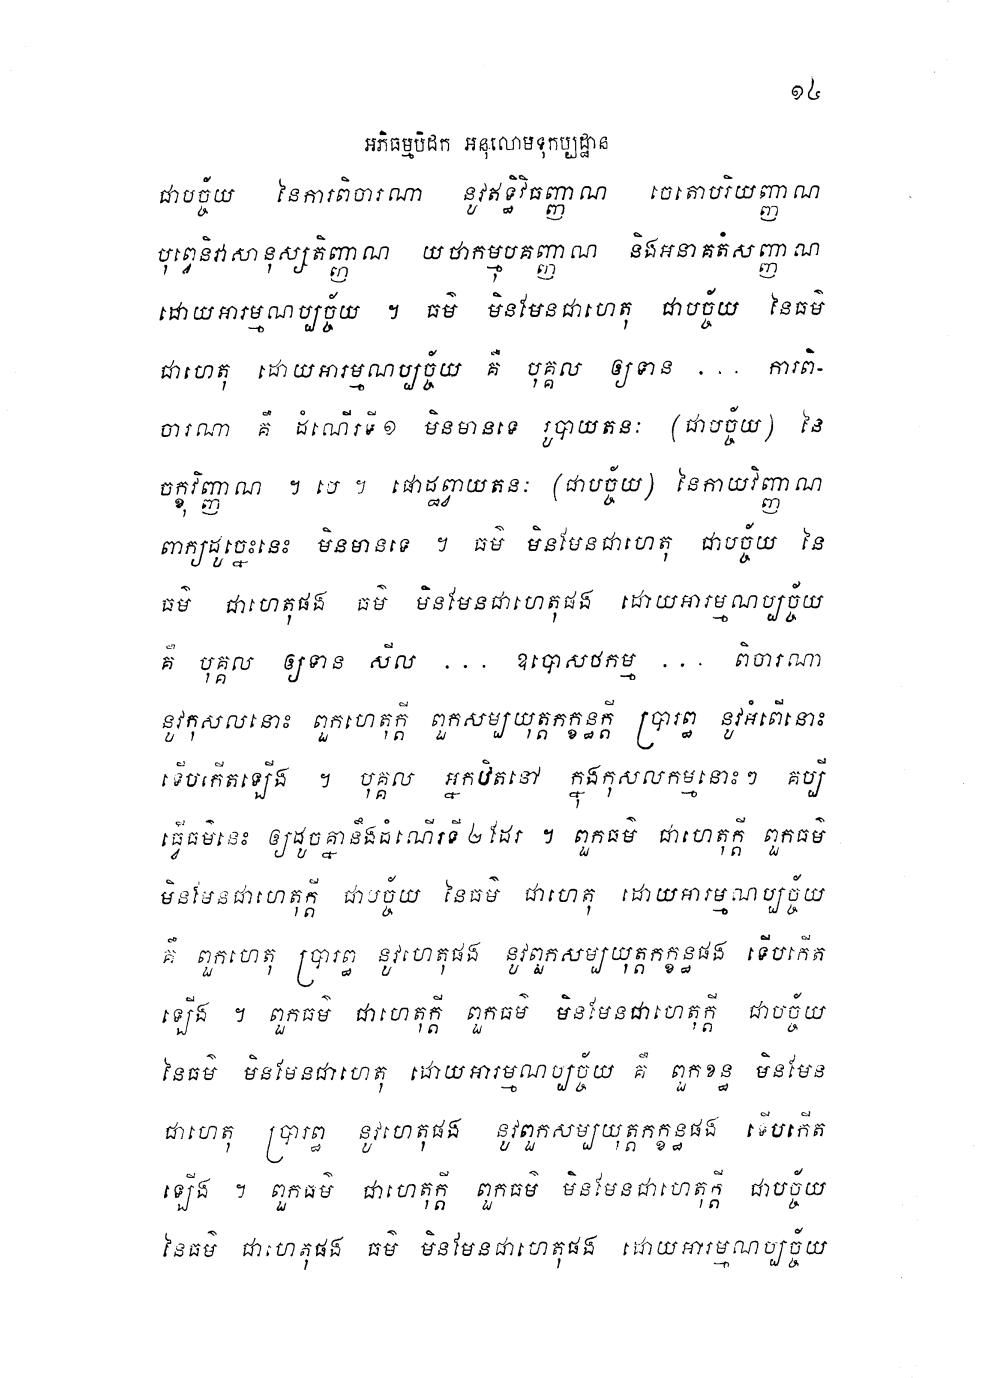 ១៤
អភិធម្មបិដក អនុលោមទុកប្បដ្ឋាន
ជាបច្ច័យ នៃការពិចារណា នូវឥទ្ធិវិធញ្ញាណ ចេតោបរិយញ្ញាណ
បុព្វេនិវាសានុស្សតិញ្ញាណ យថាកម្មុបគញ្ញាណ និងអនាគតំសញ្ញាណ
ដោយអារម្មណប្បច្ច័យ ។ ធម៌ មិនមែនជាហេតុ ជាបច្ច័យ នៃធម៌
ជាហេតុ ដោយអារម្មណប្បច្ច័យ គឺ បុគ្គល ឲ្យទាន ... ការពិ-
ចារណា គឺ ដំណើរទី១ មិនមានទេ រូបាយតនៈ (ជាបច្ច័យ) នៃ
ចក្ខុវិញ្ញាណ ។ បេ ។ ផោដ្ឋព្វាយតនៈ (ជាបច្ច័យ) នៃកាយវិញ្ញាណ
ពាក្យដូច្នេះនេះ មិនមានទេ ។ ធម៌ មិនមែនជាហេតុ ជាបច្ច័យ នៃ
ធម៌ ជាហេតុផង ធម៌ មិនមែនជាហេតុផង ដោយអារម្មណប្បច្ច័យ
គឺ បុគ្គល ឲ្យទាន សីល ... ឧបោសថកម្ម ... ពិចារណា
នូវកុសលនោះ ពួកហេតុក្តី ពួកសម្បយុត្តកក្ខន្ធក្តី ប្រារព្ធ នូវអំពើនោះ
ទើបកើតឡើង ។ បុគ្គល អ្នកឋិតនៅ ក្នុងកុសលកម្មនោះៗ គប្បី
ធ្វើធម៌នេះ ឲ្យដូចគ្នានឹងដំណើរទី ២ ដែរ ។ ពួកធម៌ ជាហេតុក្តី ពួកធម៌
មិនមែនជាហេតុក្តី ជាបច្ច័យ នៃធម៌ ជាហេតុ ដោយអារម្មណប្បច្ច័យ
គឺ ពួកហេតុ ប្រារព្ធ នូវហេតុផង នូវពួកសម្បយុត្តកក្ខន្ធផង ទើបកើត
ឡើង ។ ពួកធម៌ ជាហេតុក្តី ពួកធម៌ មិនមែនជាហេតុក្តី ជាបច្ច័យ
នៃធម៌ មិនមែនជាហេតុ ដោយអារម្មណប្បច្ច័យ គឺ ពួកខន្ធ មិនមែន
ជាហេតុ ប្រារព្ធ នូវហេតុផង នូវពួកសម្បយុត្តកក្ខន្ធផង ទើបកើត
ឡើង ។ ពួកធម៌ ជាហេតុក្តី ពួកធម៌ មិនមែនជាហេតុក្តី ជាបច្ច័យ
នៃធម៌ ជាហេតុផង ធម៌ មិនមែនជាហេតុផង ដោយអារម្មណប្បច្ច័យ